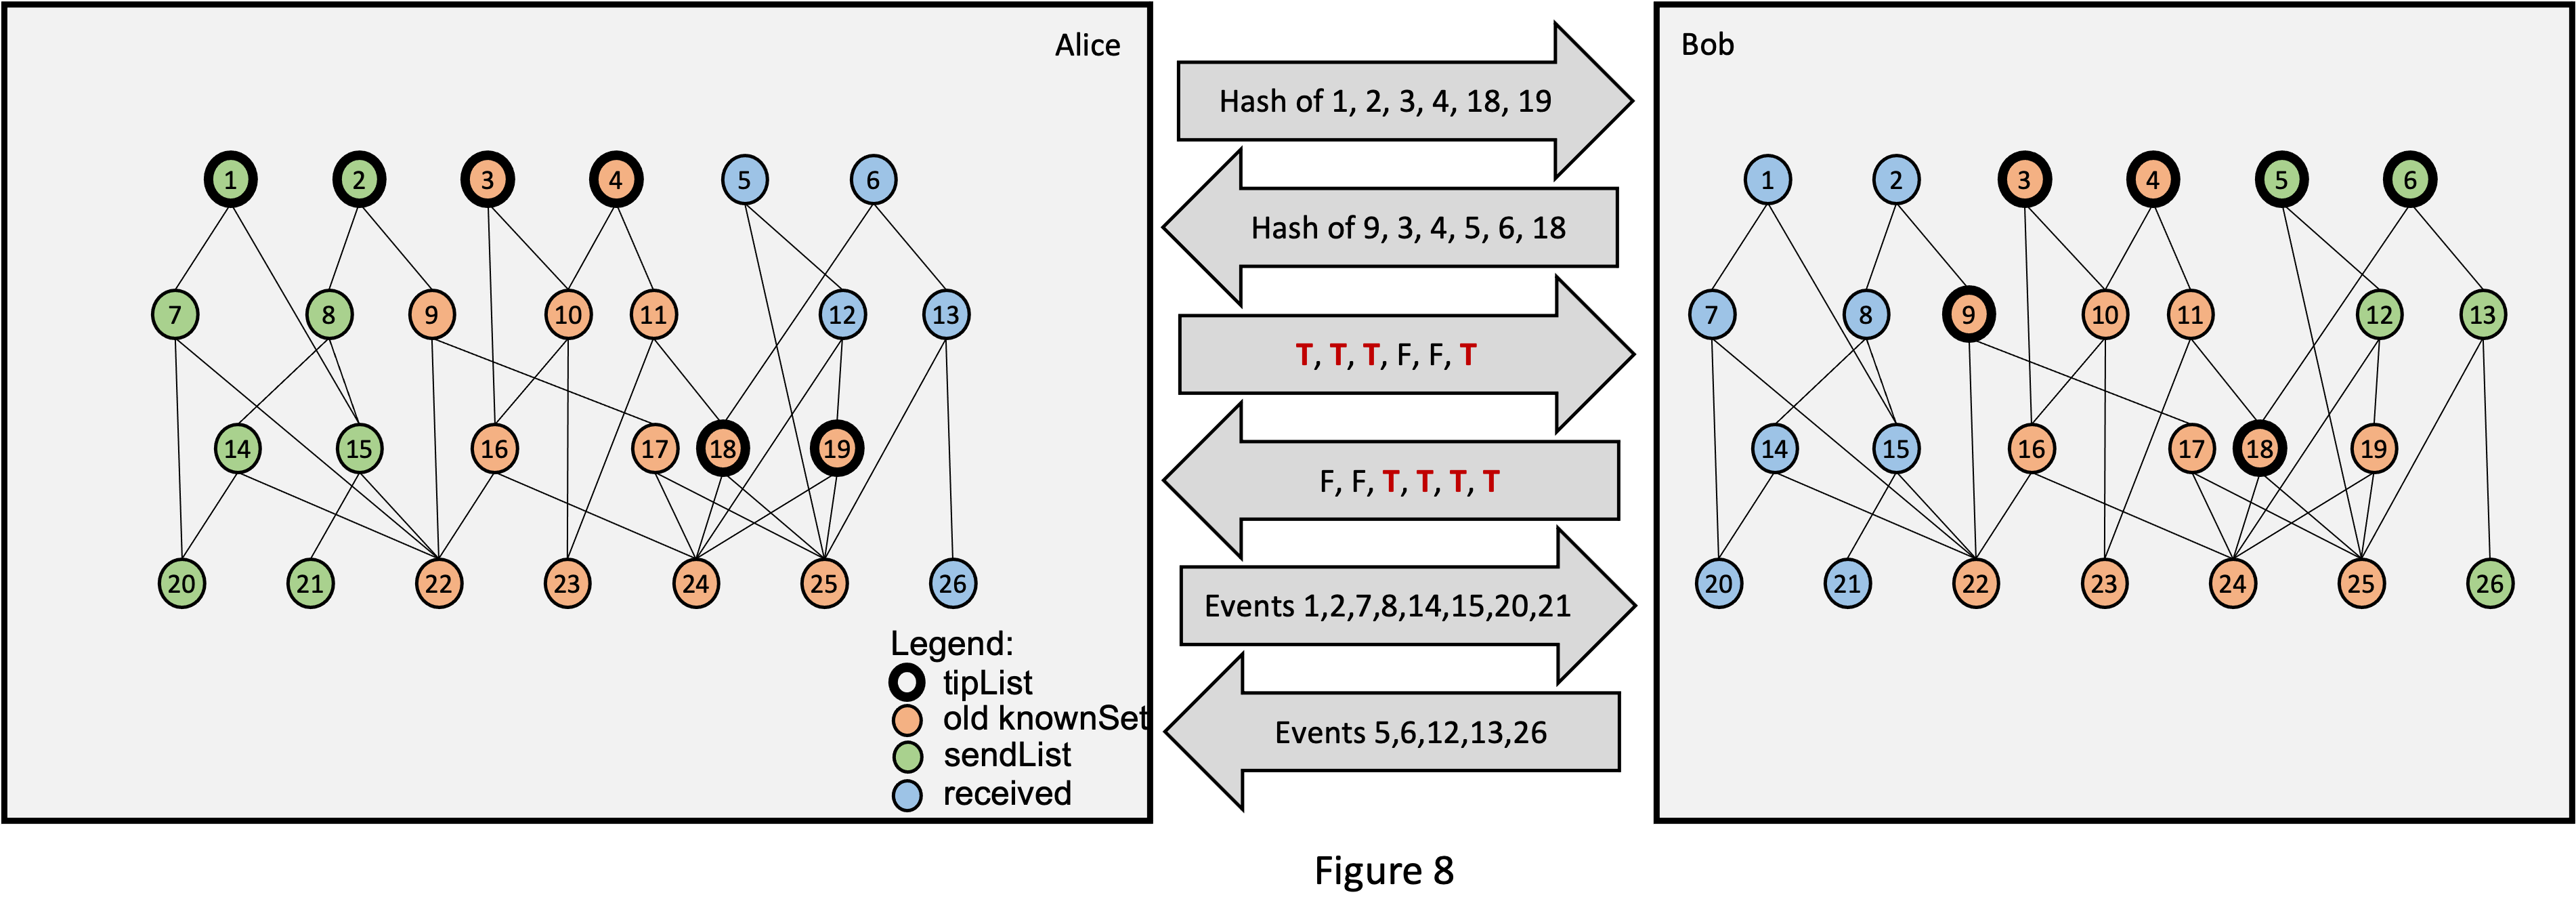 Alice
1 2 3 4 5 6
7 8 9 10 11 12 13
14 15 16 17 18 19
20 21 22 23 24 25 26
Legend:
tipList
old knownSet
sendList
received
Hash of 1, 2, 3, 4, 18, 19
Hash of 9, 3, 4, 5, 6, 18
T, T, T, F, F, T
F, F, T, T, T, T
Events 1,2,7,8,14,15,20,21
Events 5,6,12,13,26
Bob
1 2 3 4 5 6
7 8 9 10 11 12 13
14 15 16 17 18 19
20 21 22 23 24 25 26
Figure 8